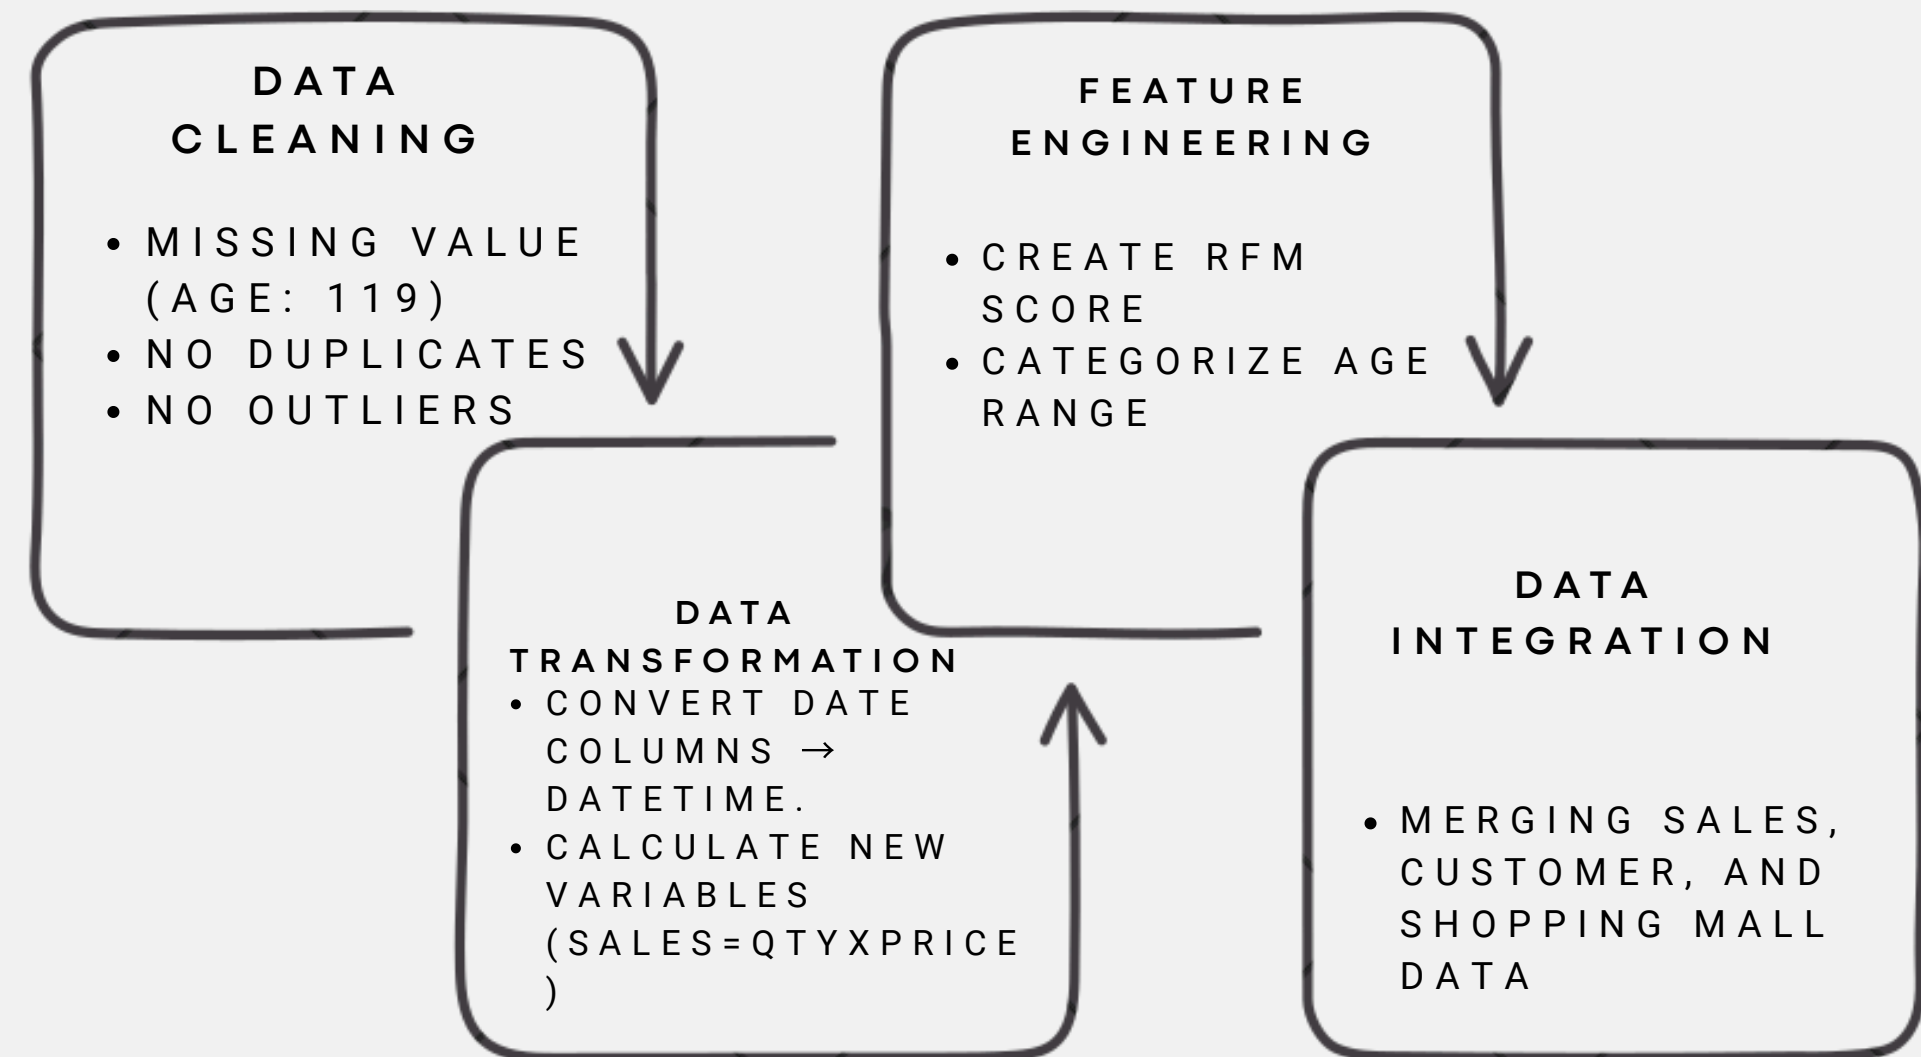 DATA
CLEANING
• MISSING VALUE
(AGE: 119)
• NO DUPLICATES
• NO OUTLIERS
DATA
TRANSFORMATION
• CONVERT DATE
COLUMNS →
DATETIME.
• CALCULATE NEW
VARIABLES
(SALES=QTYXPRICE
)
FEATURE
ENGINEERING
• CREATE RFM
SCORE
• CATEGORIZE AGE
RANGE
DATA
INTEGRATION
• MERGING SALES,
CUSTOMER, AND
SHOPPING MALL
DATA